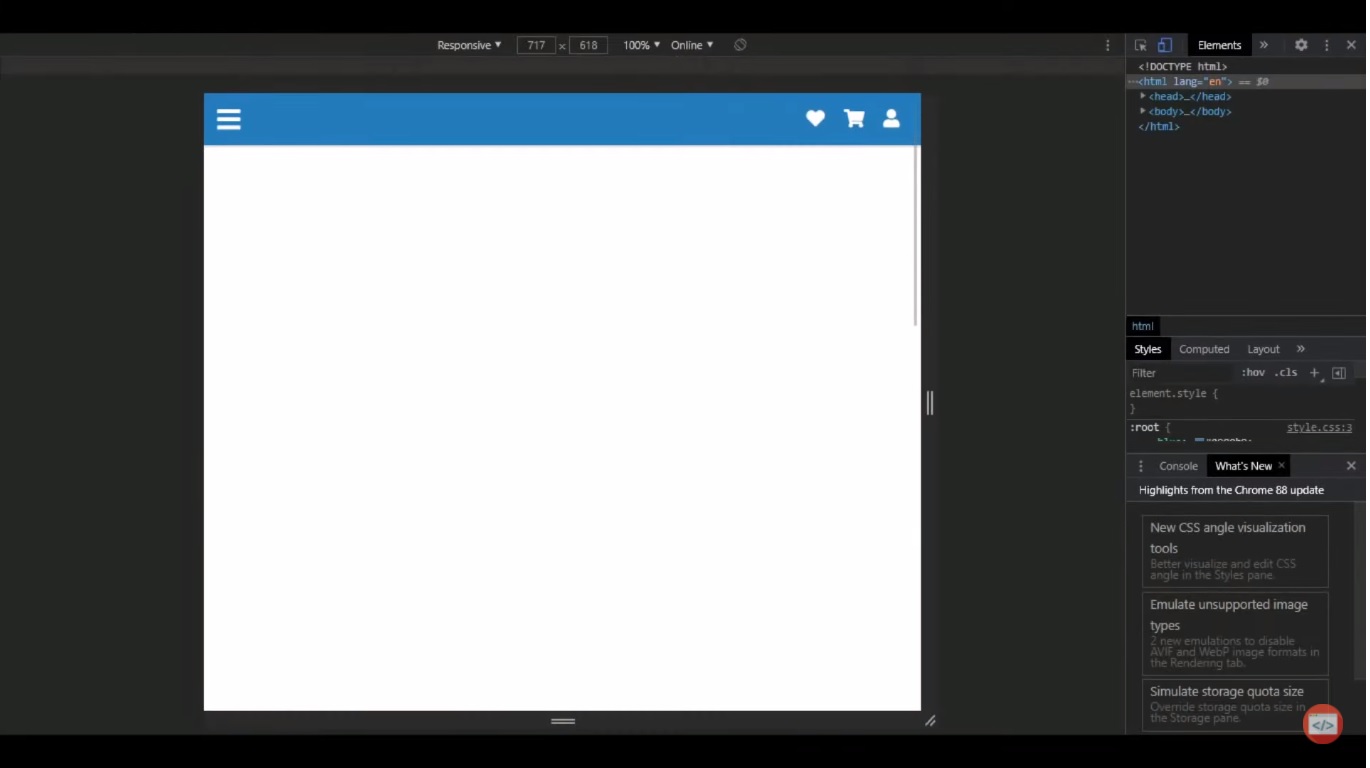 Responsive 717 x 618 100% Online
Elements
<!DOCTYPE html>
<html lang="en"> == $0
<head>…</head>
<body>…</body>
</html>
html
Styles Computed Layout
Filter :hov .cls
element.style {
}
:root { style.css:3
Console What's New
Highlights from the Chrome 88 update
New CSS angle visualization
tools
Better visualize and edit CSS
angle in the Styles pane.
Emulate unsupported image
types
2 new emulations to disable
AVIF and WebP image formats in
the Rendering tab.
Simulate storage quota size
Override storage quota size in
the Storage pane.